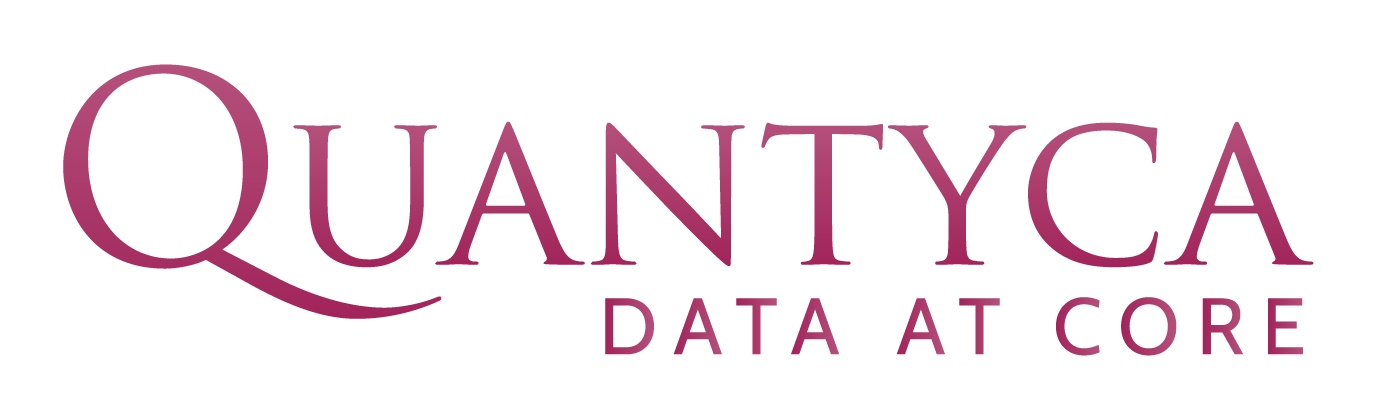 QUANTYCA
DATA AT CORE